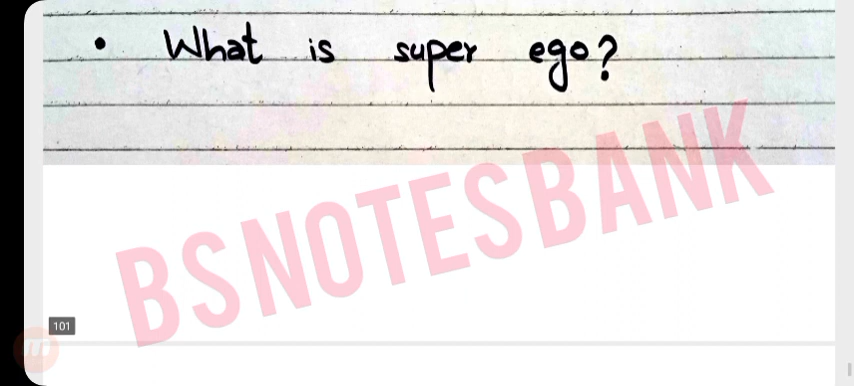 • What is super ego?
BSNOTESBANK
101